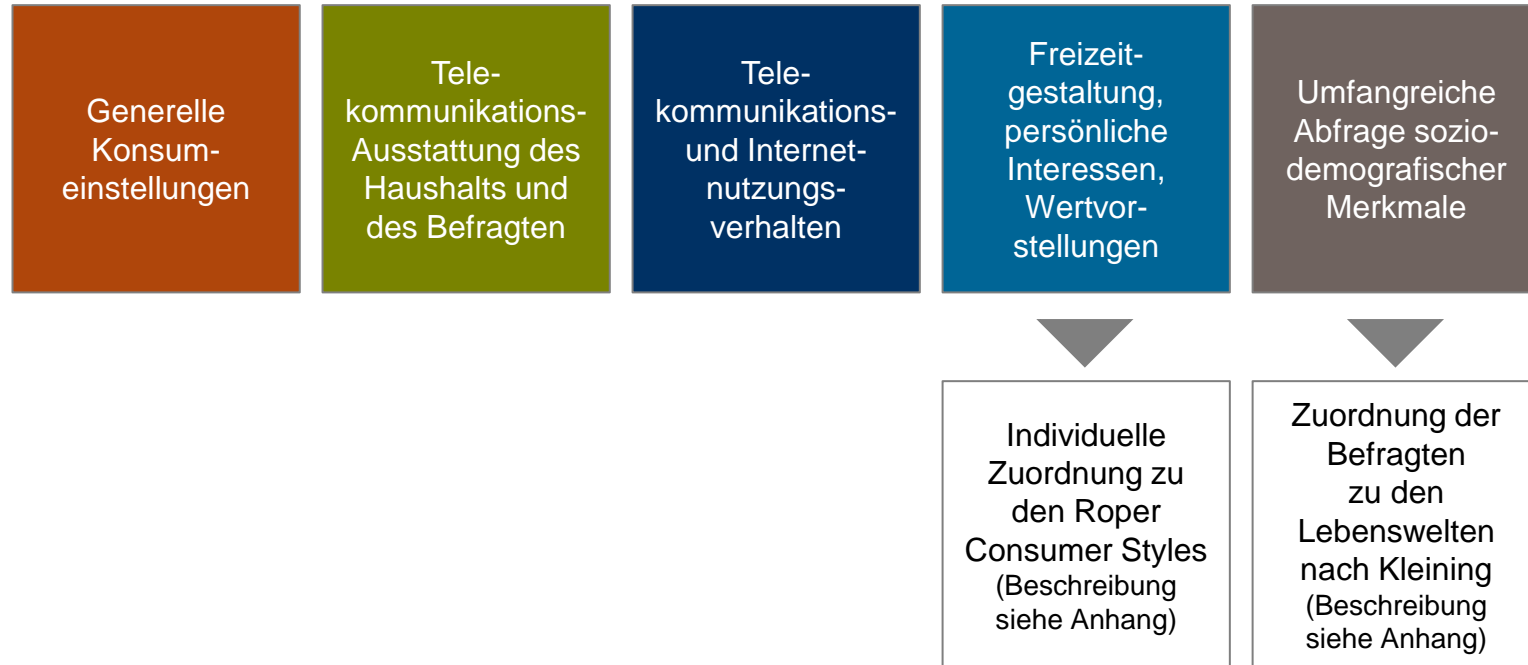 Generelle
Konsum-
einstellungen
Tele-
kommunikations-
Ausstattung des
Haushalts und
des Befragten
Tele-
kommunikations-
und Internet-
nutzungs-
verhalten
Freizeit-
gestaltung,
persönliche
Interessen,
Wertvor-
stellungen
Umfangreiche
Abfrage sozio-
demografischer
Merkmale
Individuelle
Zuordnung zu
den Roper
Consumer Styles
(Beschreibung
siehe Anhang)
Zuordnung der
Befragten
zu den
Lebenswelten
nach Kleining
(Beschreibung
siehe Anhang)